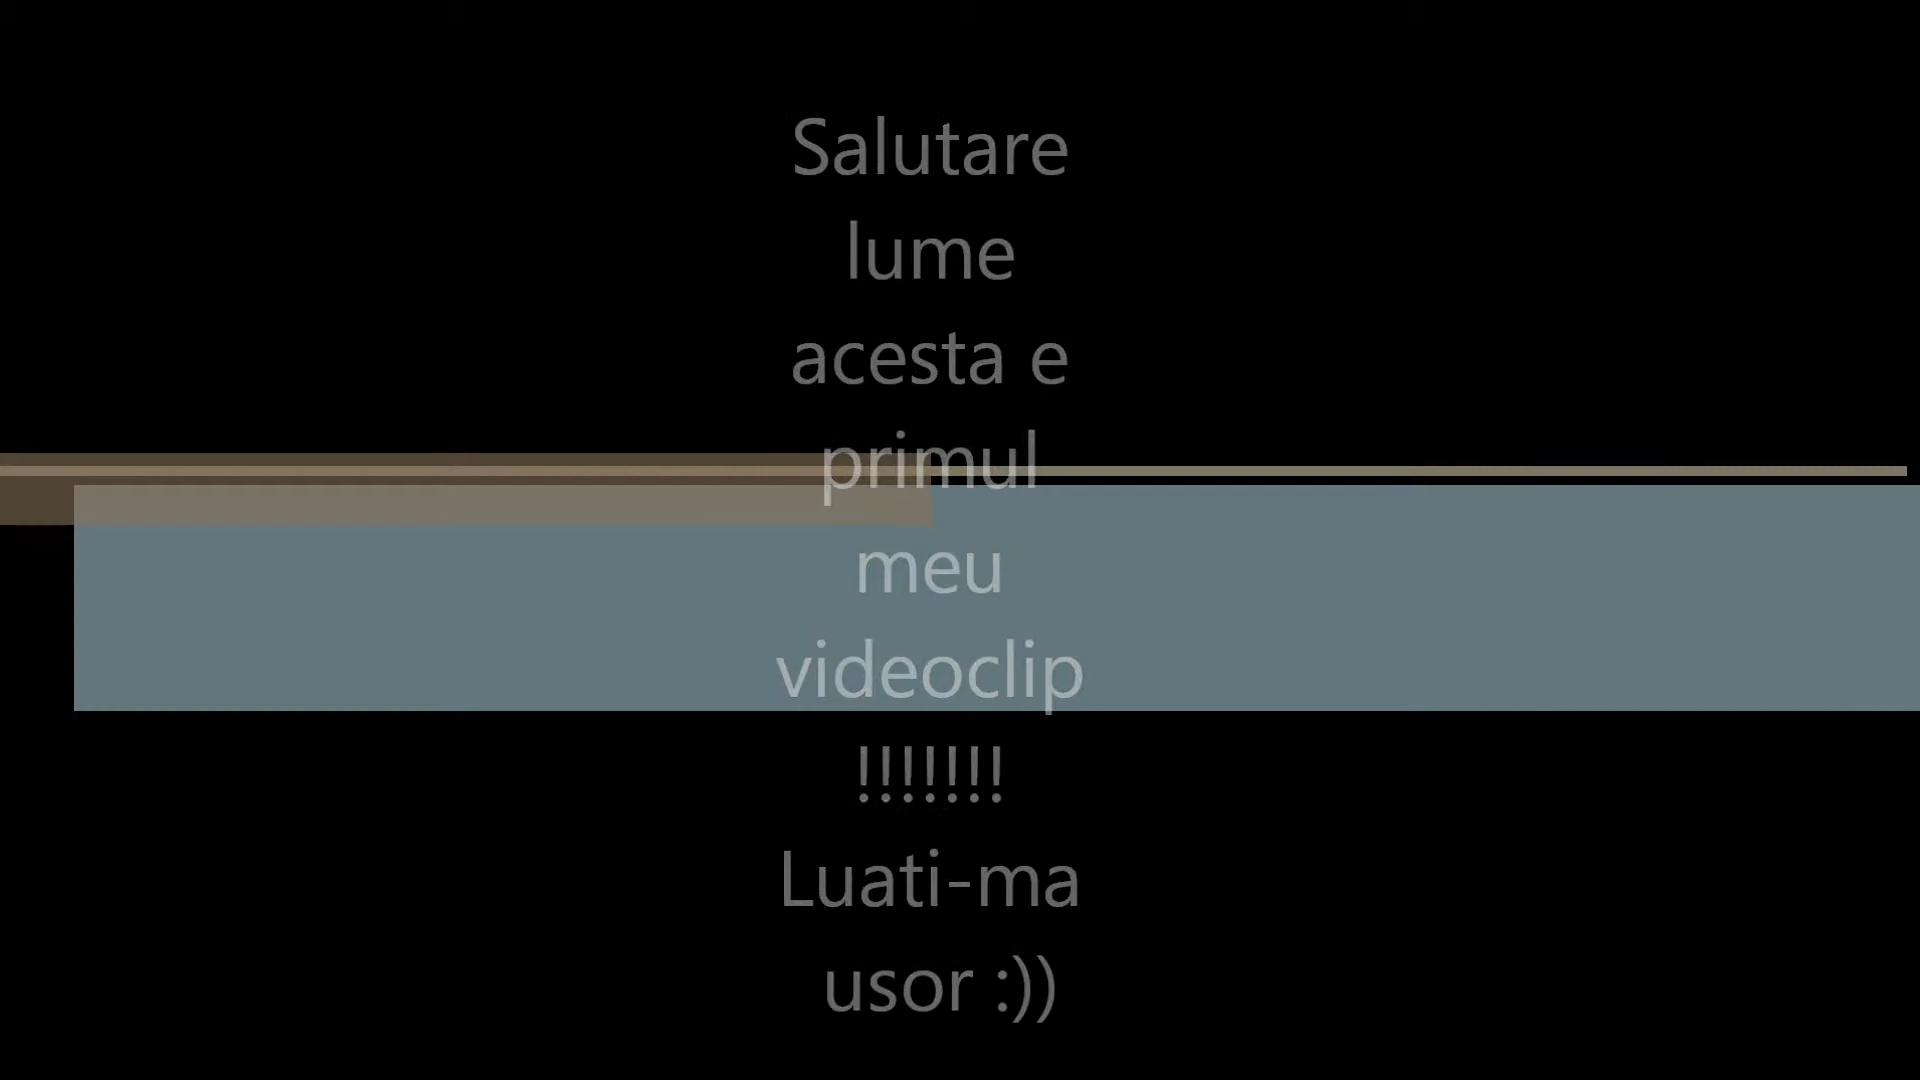 Salutare
lume
acesta e
primul
meu
videoclip
!!!!!!!
Luati-ma
usor :))